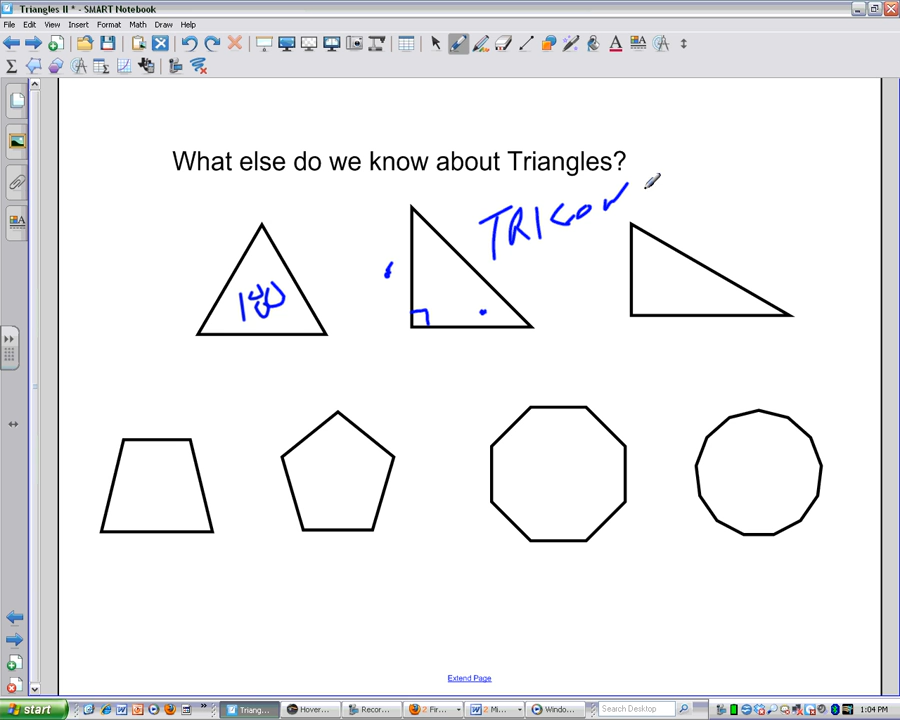 Triangles II * - SMART Notebook
File Edit View Insert Format Math Draw Help
What else do we know about Triangles?
TRIGON
180
Extend Page
start
Triang...
Hover...
Recor...
2 Fir...
2 Mi...
Windo...
Search Desktop
1:04 PM